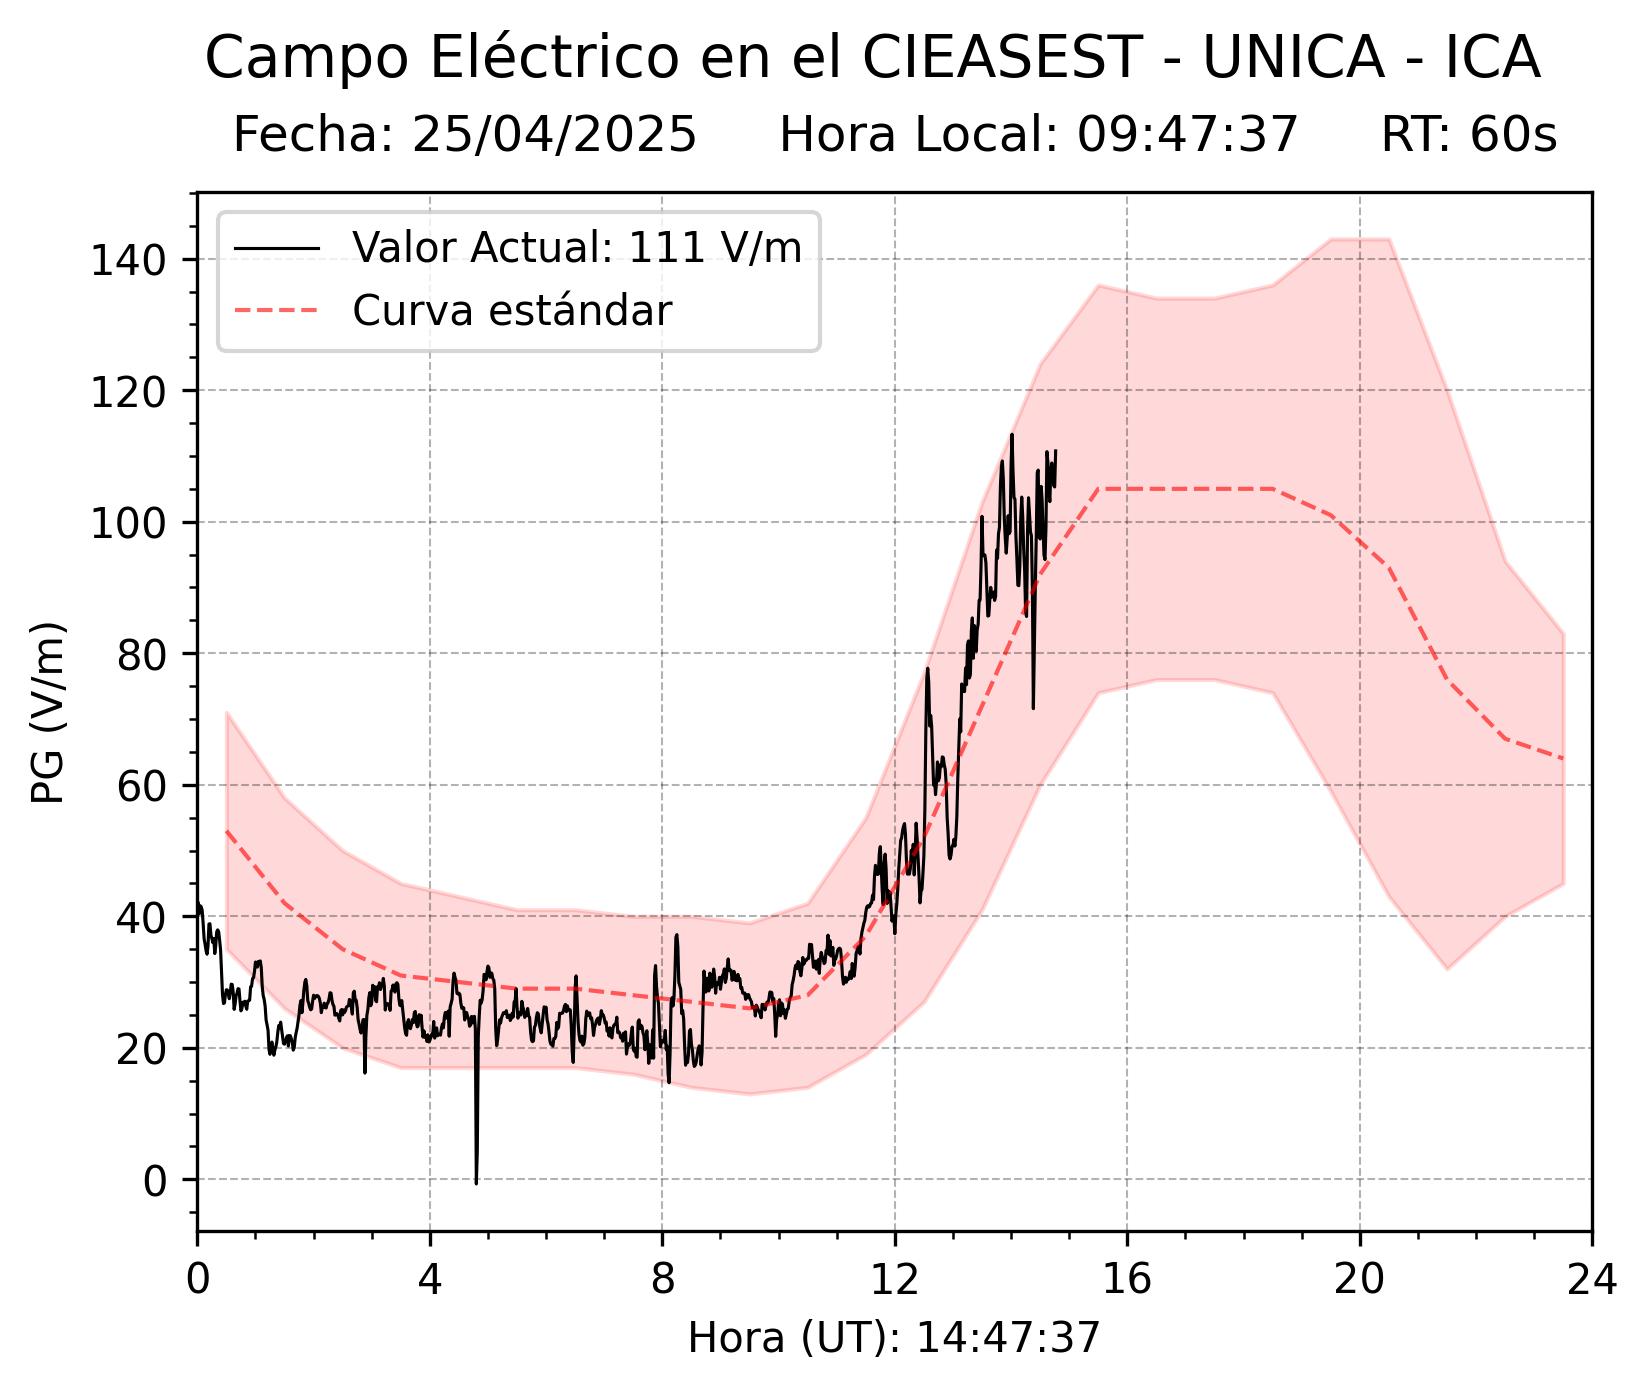 Campo Eléctrico en el CIEASEST - UNICA - ICA
Fecha: 25/04/2025 Hora Local: 09:47:37 RT: 60s
Valor Actual: 111 V/m
Curva estándar
140
120
100
80
60
40
20
0
PG (V/m)
0 4 8 12 16 20 24
Hora (UT): 14:47:37